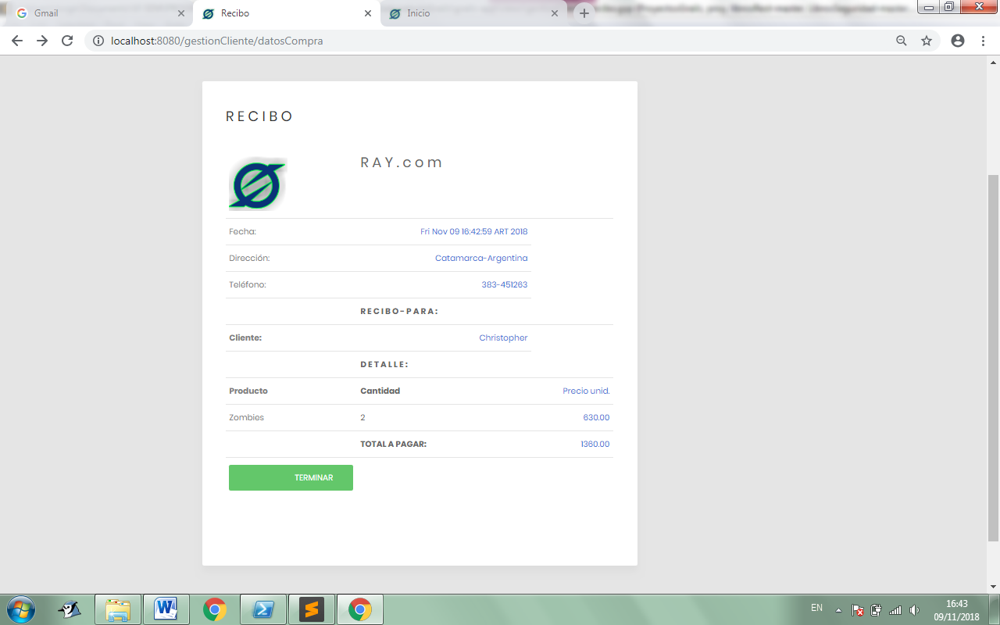 Gmail
Recibo
Inicio
localhost:8080/gestionCliente/datosCompra
RECIBO
RAY.com
Fecha: Fri Nov 09 16:42:59 ART 2018
Dirección: Catamarca-Argentina
Teléfono: 383-451263
RECIBO-PARA:
Cliente: Christopher
DETALLE:
Producto Cantidad Precio unid.
Zombies 2 630.00
TOTAL A PAGAR: 1360.00
TERMINAR
EN
16:43
09/11/2018